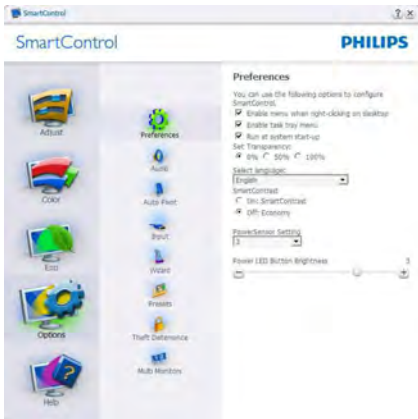 SmartControl
SmartControl
PHILIPS
Adjust
Color
Eco
Options
Help
Preferences
Audio
Auto Pivot
Input
Wizard
Presets
Theft Deterrence
Multi Monitors
Preferences
You can use the following options to configure
SmartControl.
Enable menu when right-clicking on desktop
Enable task tray menu
Run at system start-up
Set Transparency:
0% 50% 100%
Select language:
English
SmartContrast
On: SmartContrast
Off: Economy
PowerSensor Setting
3
Power LED Button Brightness 3